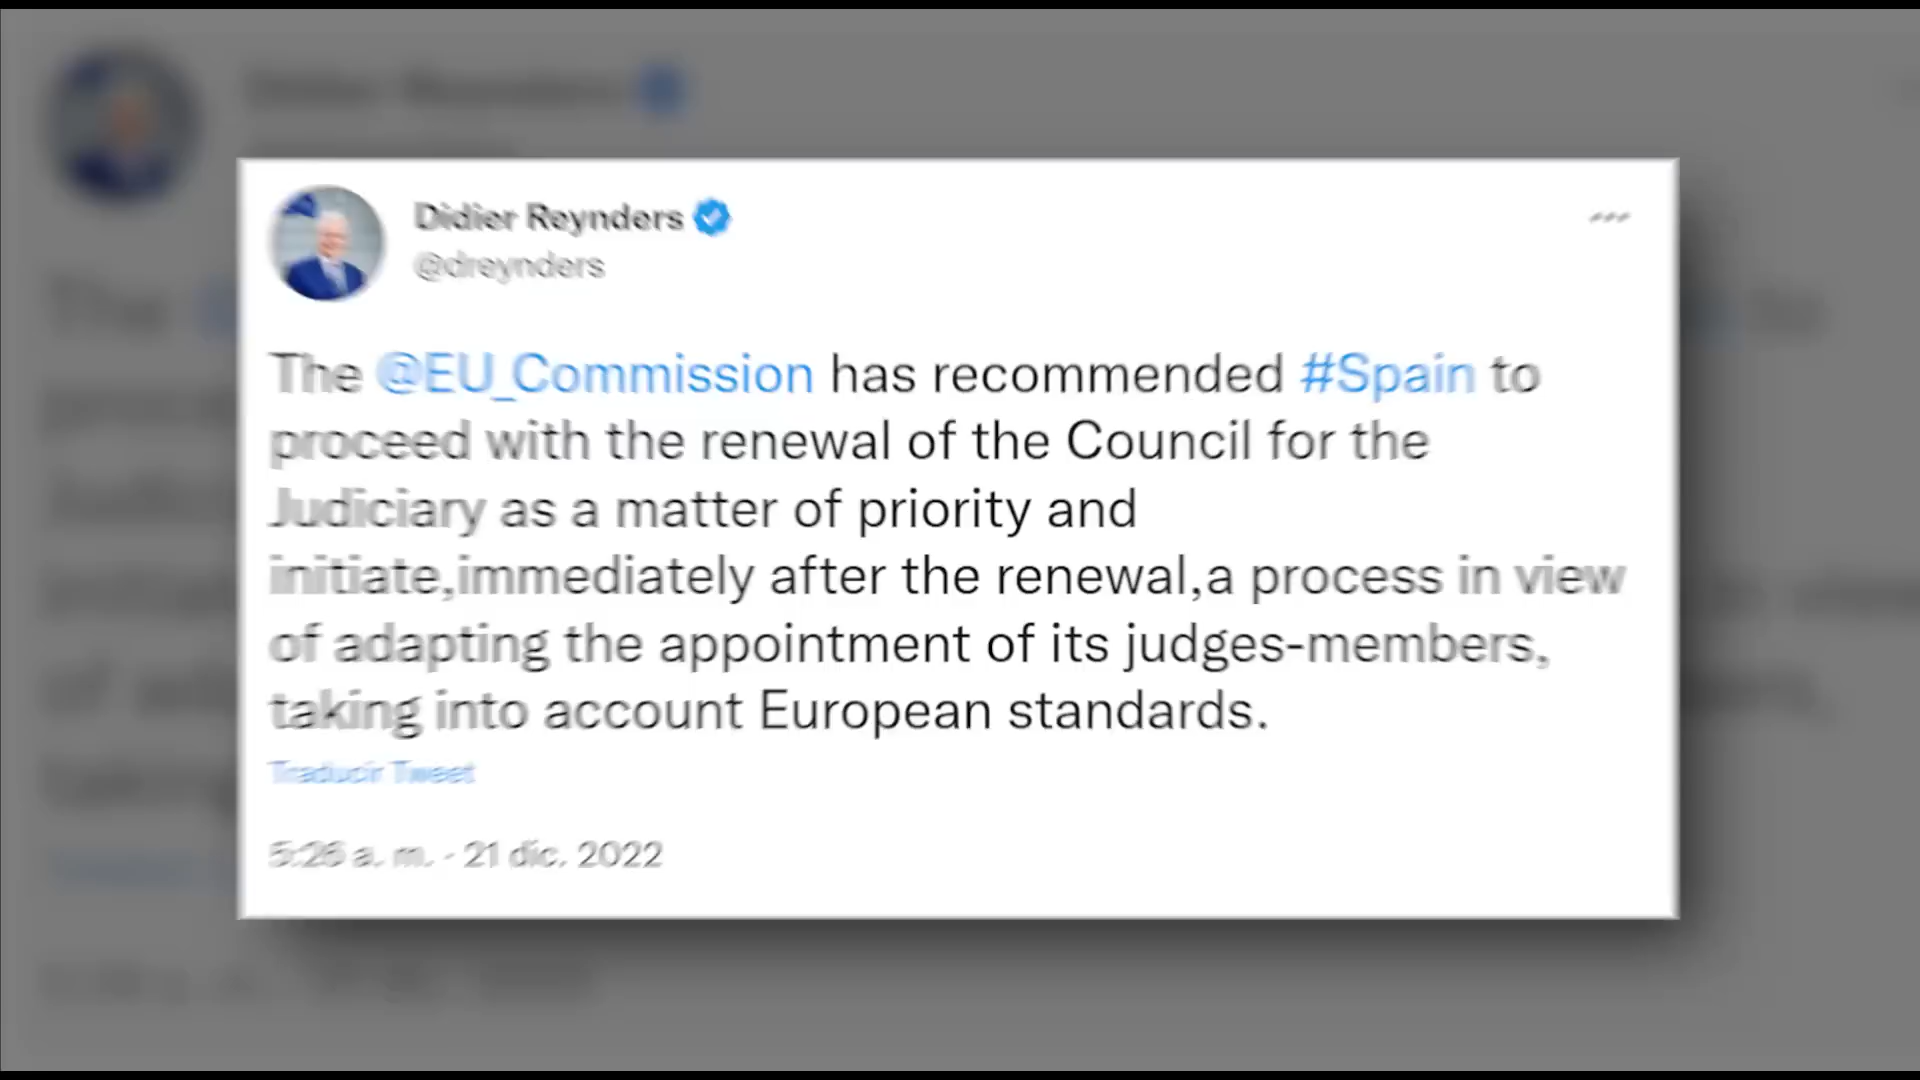 Didier Reynders
@dreynders
The @EU_Commission has recommended #Spain to
proceed with the renewal of the Council for the
Judiciary as a matter of priority and
initiate,immediately after the renewal,a process in view
of adapting the appointment of its judges-members,
taking into account European standards.
Traducir Tweet
5:26 a. m. · 21 dic. 2022